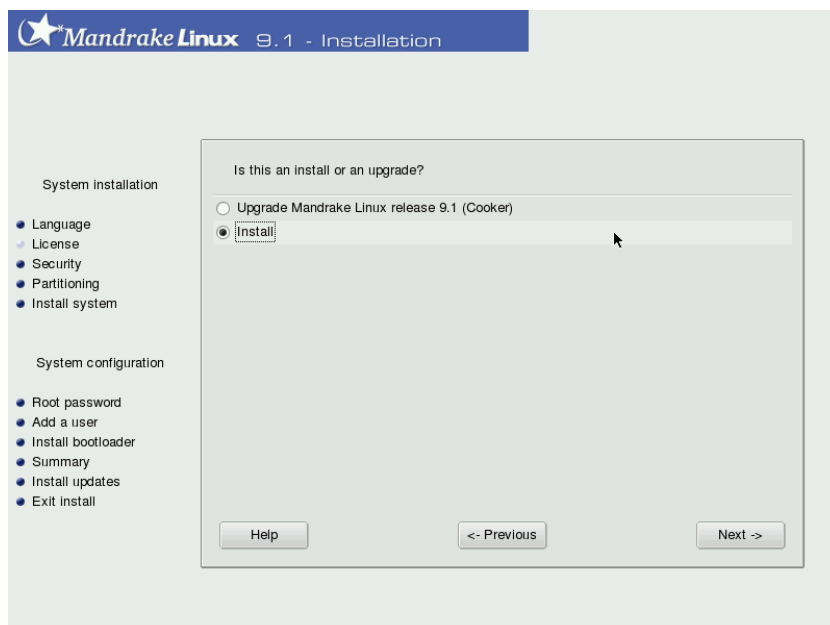 Mandrake Linux 9.1 - Installation
System installation
Language
License
Security
Partitioning
Install system
System configuration
Root password
Add a user
Install bootloader
Summary
Install updates
Exit install
Is this an install or an upgrade?
Upgrade Mandrake Linux release 9.1 (Cooker)
Install
Help
<- Previous
Next ->